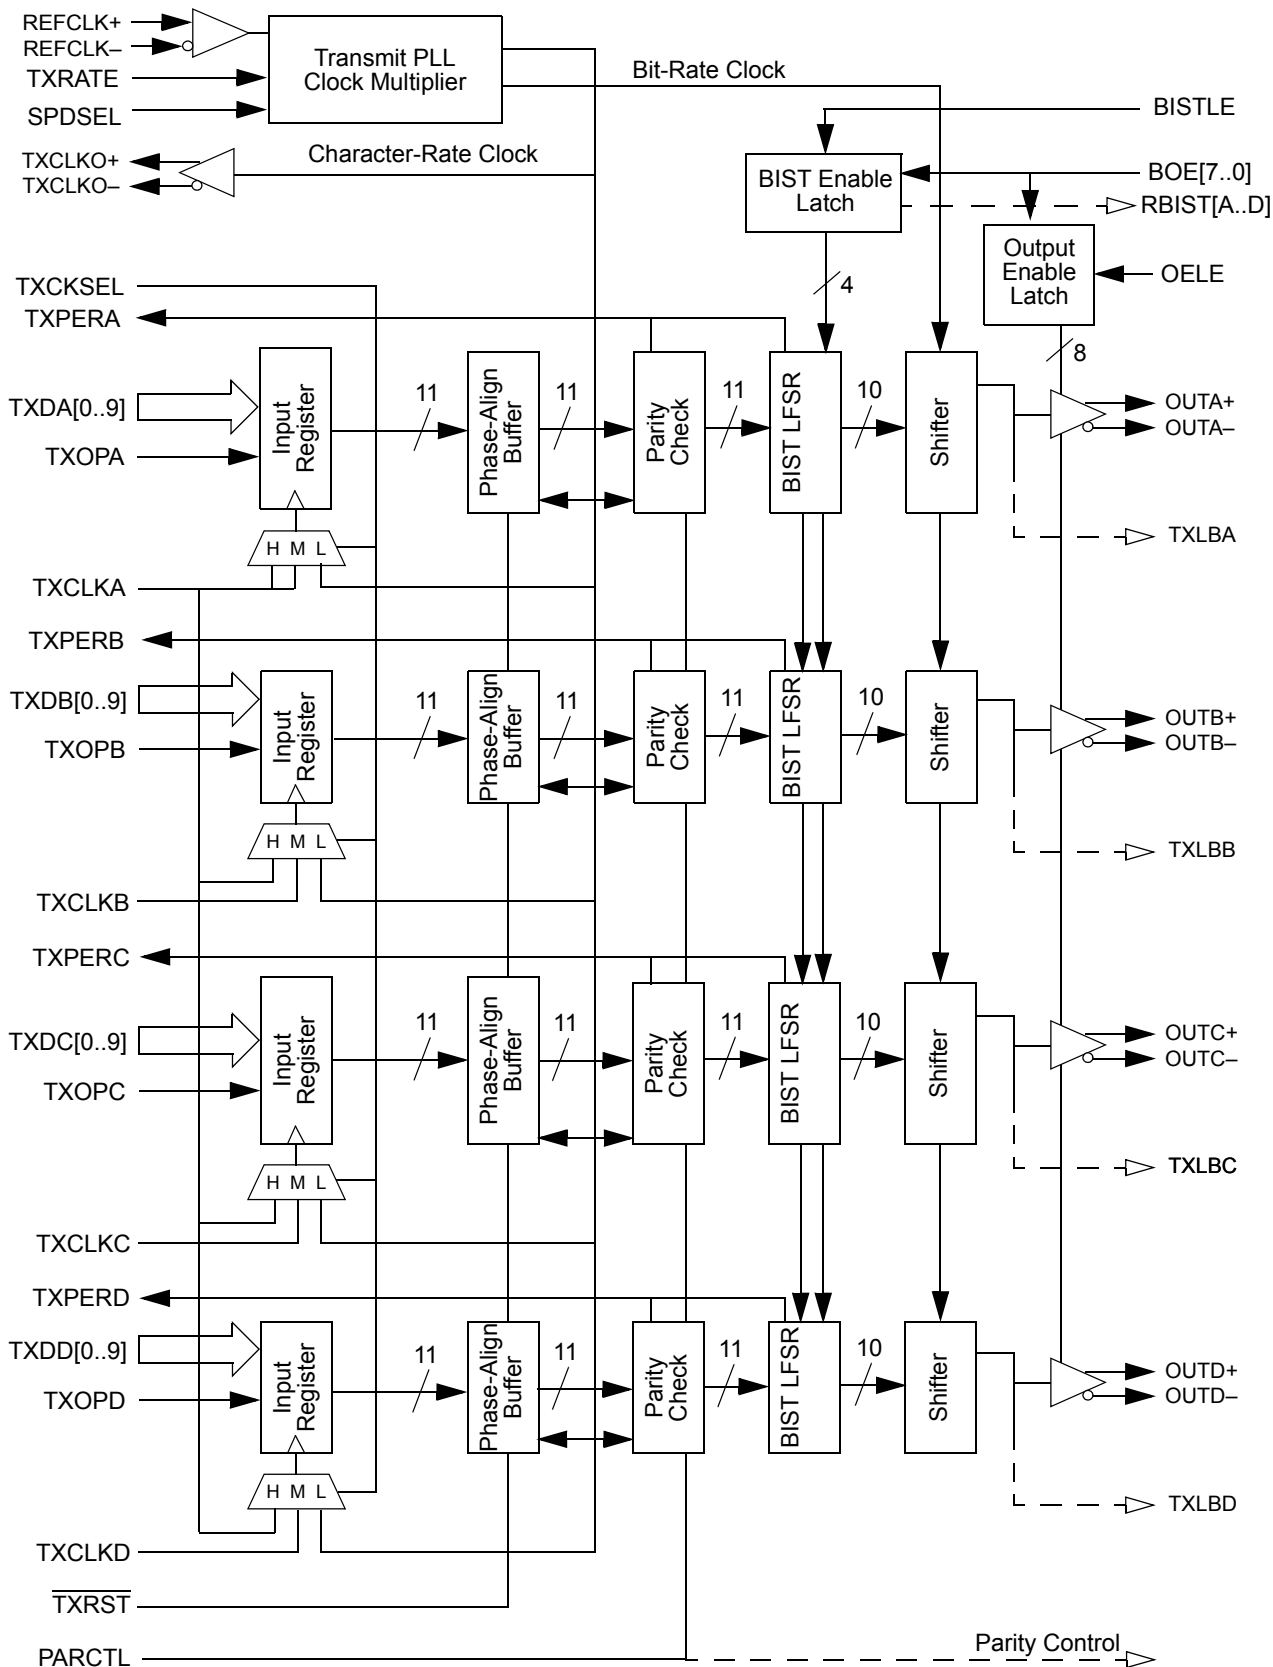 REFCLK+
REFCLK–
TXRATE
SPDSEL
Transmit PLL
Clock Multiplier
Bit-Rate Clock
TXCLKO+
TXCLKO–
Character-Rate Clock
BISTLE
BIST Enable
Latch
BOE[7..0]
RBIST[A..D]
Output
Enable
Latch
OELE
4
8
TXCKSEL
TXPERA
TXDA[0..9]
TXOPA
Input
Register
H M L
TXCLKA
11
Phase-Align
Buffer
11
Parity
Check
11
BIST LFSR
10
Shifter
OUTA+
OUTA–
TXLBA
TXPERB
TXDB[0..9]
TXOPB
Input
Register
H M L
TXCLKB
11
Phase-Align
Buffer
11
Parity
Check
11
BIST LFSR
10
Shifter
OUTB+
OUTB–
TXLBB
TXPERC
TXDC[0..9]
TXOPC
Input
Register
H M L
TXCLKC
11
Phase-Align
Buffer
11
Parity
Check
11
BIST LFSR
10
Shifter
OUTC+
OUTC–
TXLBC
TXPERD
TXDD[0..9]
TXOPD
Input
Register
H M L
TXCLKD
11
Phase-Align
Buffer
11
Parity
Check
11
BIST LFSR
10
Shifter
OUTD+
OUTD–
TXLBD
TXRST
PARCTL
Parity Control